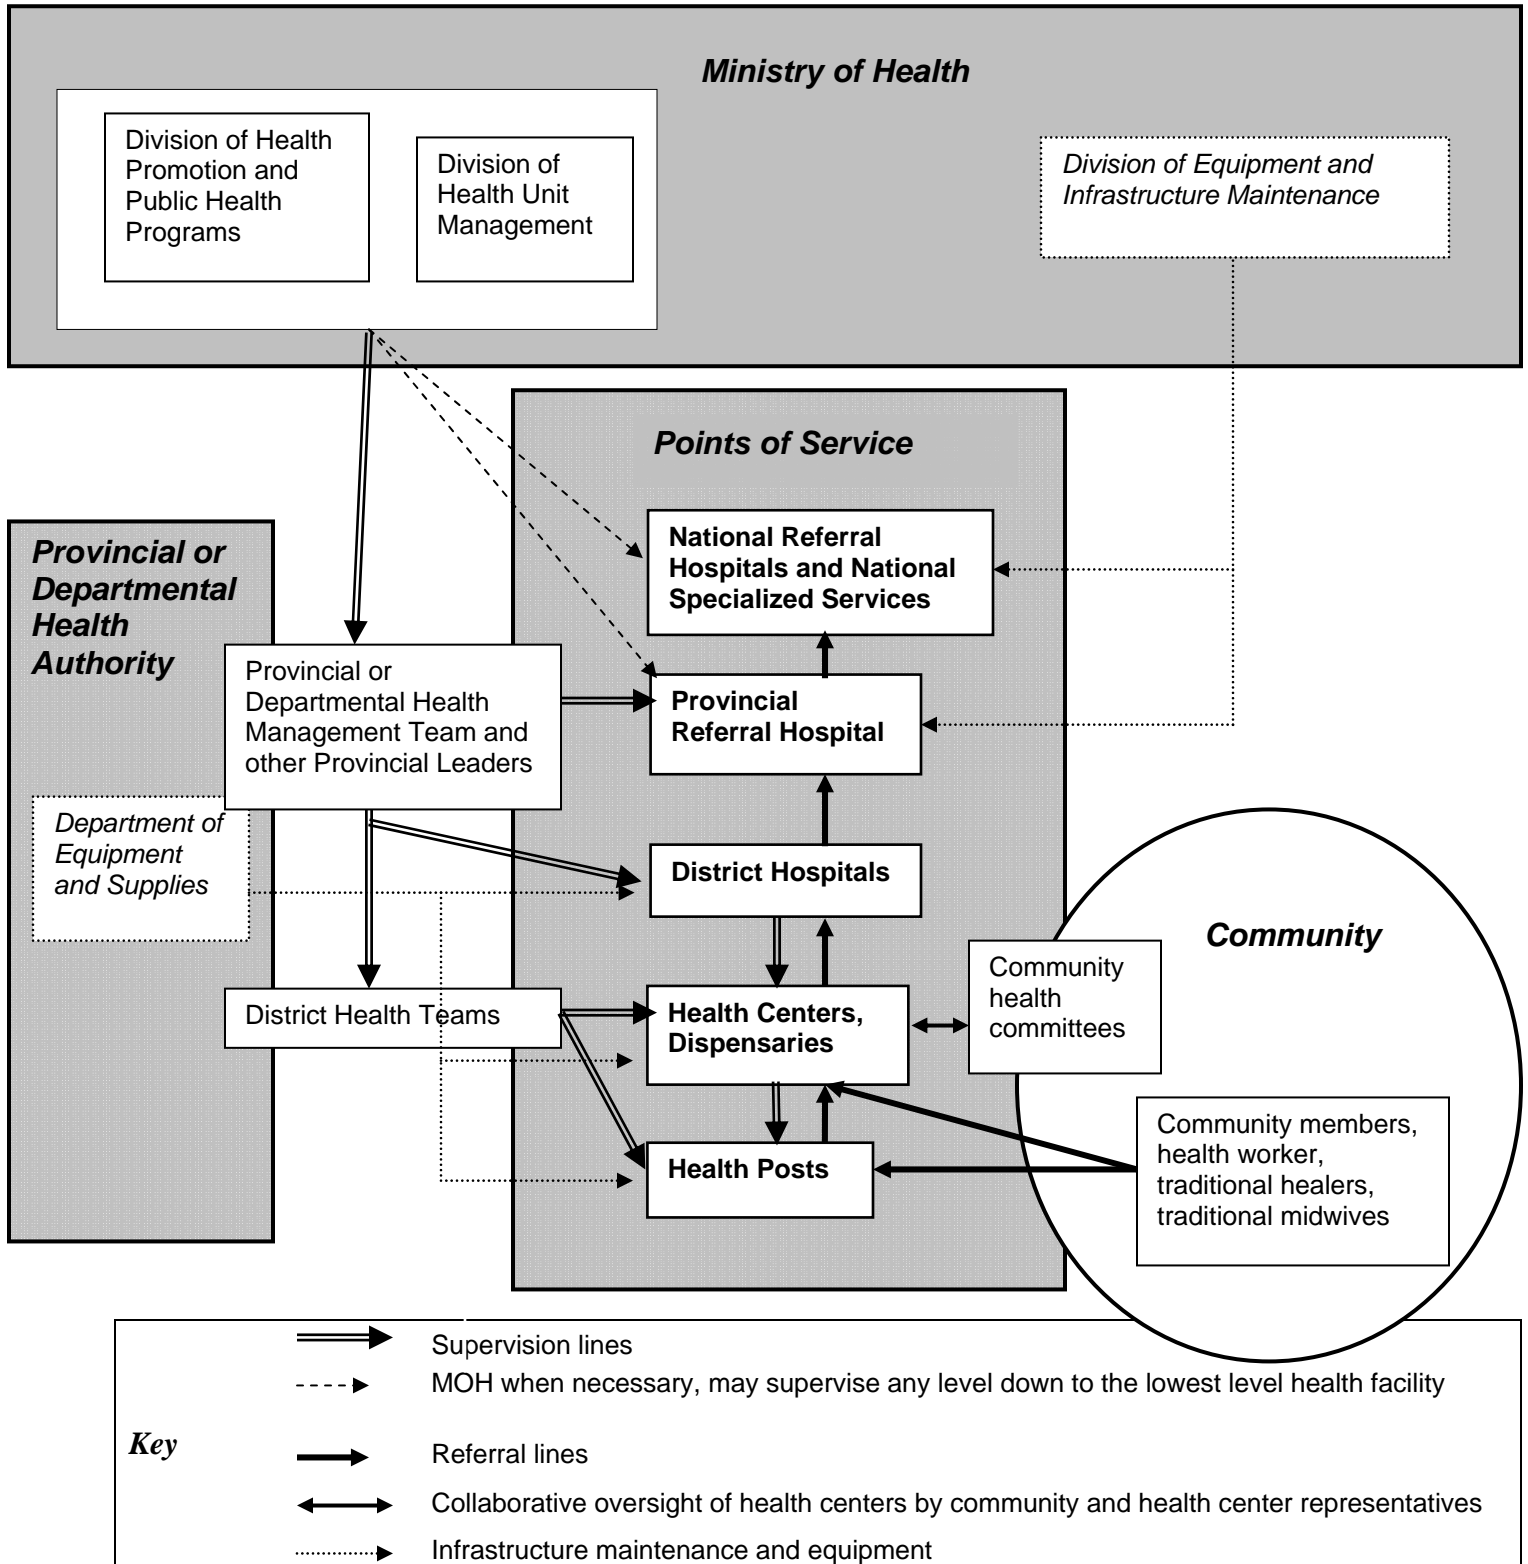 Ministry of Health
Division of Health
Promotion and
Public Health
Programs
Division of
Health Unit
Management
Division of Equipment and
Infrastructure Maintenance
Points of Service
National Referral
Hospitals and National
Specialized Services
Provincial or
Departmental
Health
Authority
Provincial or
Departmental Health
Management Team and
other Provincial Leaders
Provincial
Referral Hospital
Department of
Equipment
and Supplies
District Hospitals
Community
Community
health
committees
District Health Teams
Health Centers,
Dispensaries
Community members,
health worker,
traditional healers,
traditional midwives
Health Posts
Key
Supervision lines
MOH when necessary, may supervise any level down to the lowest level health facility
Referral lines
Collaborative oversight of health centers by community and health center representatives
Infrastructure maintenance and equipment